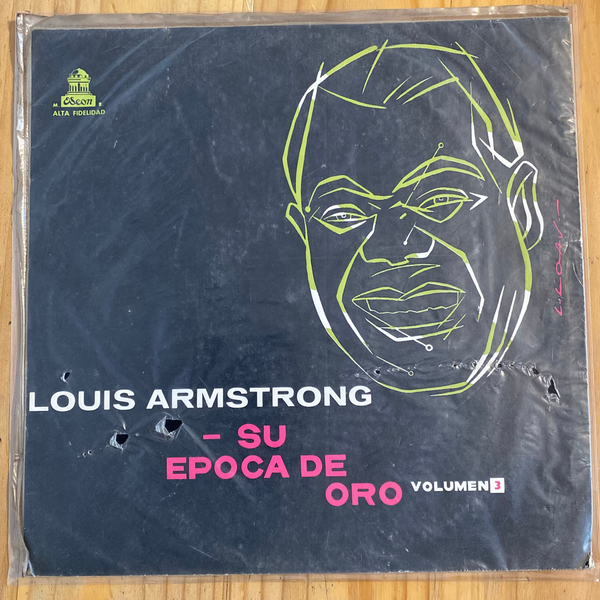 M Odeon R
ALTA FIDELIDAD
LOUIS ARMSTRONG
- SU
EPOCA DE
ORO VOLUMEN 3